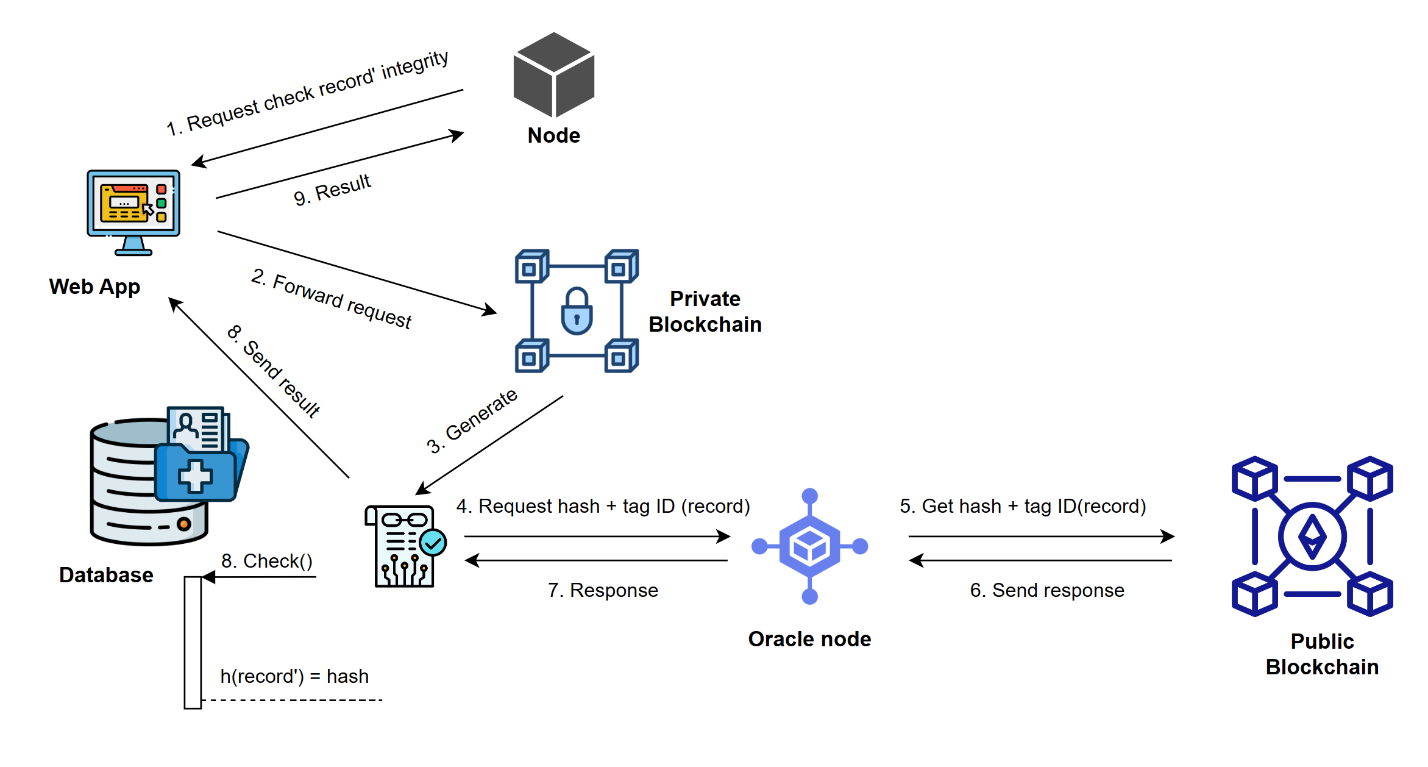 1. Request check record' integrity
Node
9. Result
Web App
2. Forward request
Private
Blockchain
8. Send result
3. Generate
4. Request hash + tag ID (record)
5. Get hash + tag ID(record)
8. Check()
Database
7. Response
6. Send response
Oracle node
Public
Blockchain
h(record') = hash